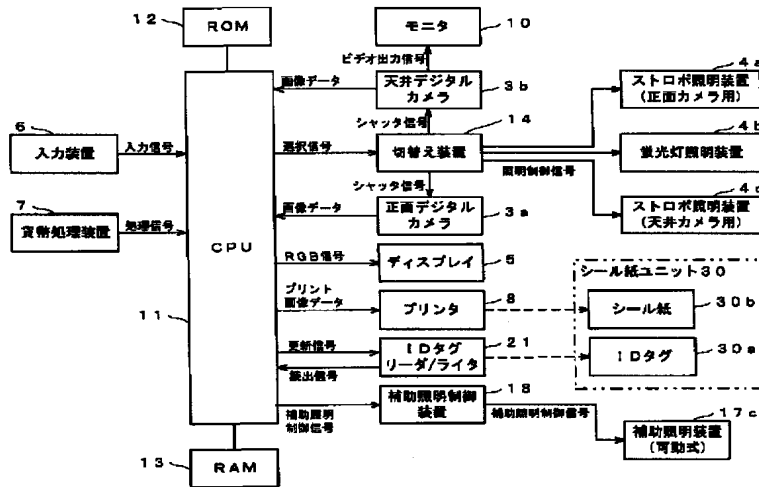 12
ROM
モニタ
10
ビデオ出力信号
画像データ
天井デジタル
カメラ
3b
4a
ストロボ照明装置
(正面カメラ用)
シャッタ信号
14
6
入力装置
入力信号
選択信号
切替え装置
4b
蛍光灯照明装置
照明制御信号
シャッタ信号
7
貨幣処理装置
処理信号
画像データ
正面デジタル
カメラ
3a
ストロボ照明装置
(天井カメラ用)
CPU
11
RGB信号
ディスプレイ
5
シール紙ユニット30
プリント
画像データ
プリンタ
8
シール紙
30b
更新信号
IDタグ
リーダ/ライタ
21
IDタグ
30a
読出信号
18
補助照明
制御信号
補助照明制御
装置
補助照明制御信号
17c
補助照明装置
(可動式)
13
RAM